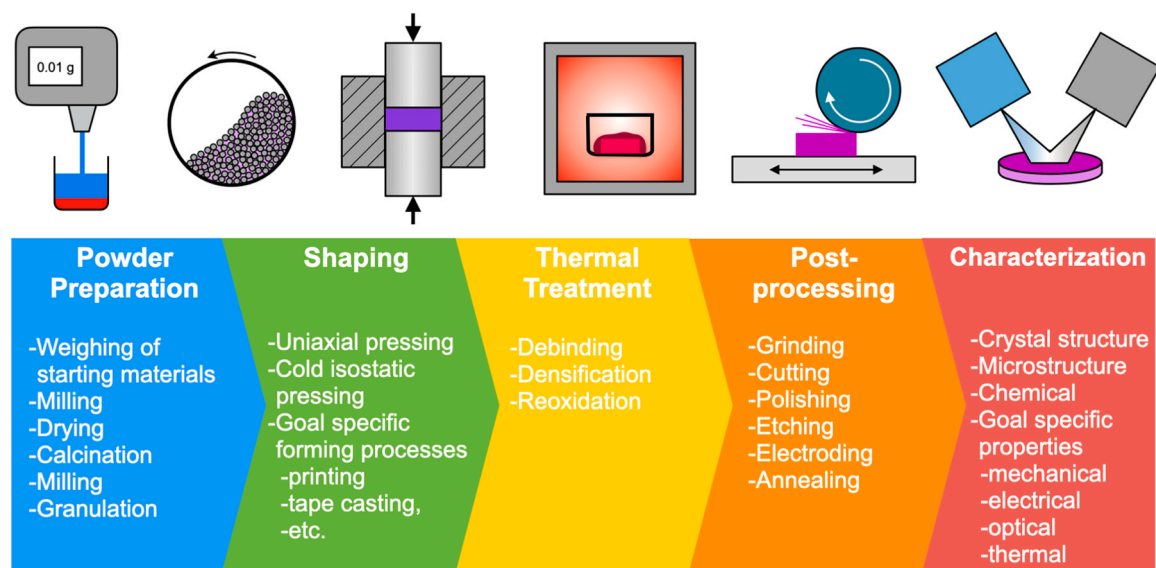 0.01 g
Powder
Preparation
-Weighing of
starting materials
-Milling
-Drying
-Calcination
-Milling
-Granulation
Shaping
-Uniaxial pressing
-Cold isostatic
pressing
-Goal specific
forming processes
-printing
-tape casting,
-etc.
Thermal
Treatment
-Debinding
-Densification
-Reoxidation
Post-
processing
-Grinding
-Cutting
-Polishing
-Etching
-Electroding
-Annealing
Characterization
-Crystal structure
-Microstructure
-Chemical
-Goal specific
properties
-mechanical
-electrical
-optical
-thermal